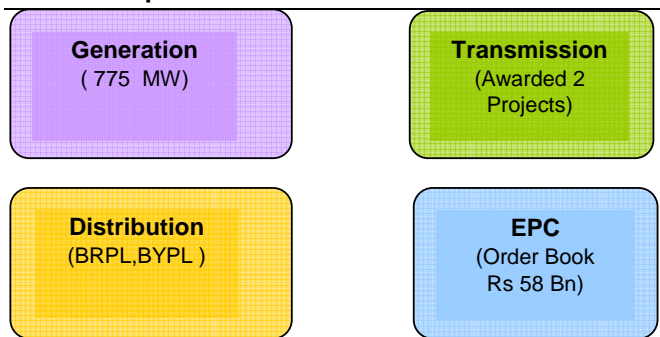 Generation
( 775 MW)
Transmission
(Awarded 2
Projects)
Distribution
(BRPL,BYPL )
EPC
(Order Book
Rs 58 Bn)